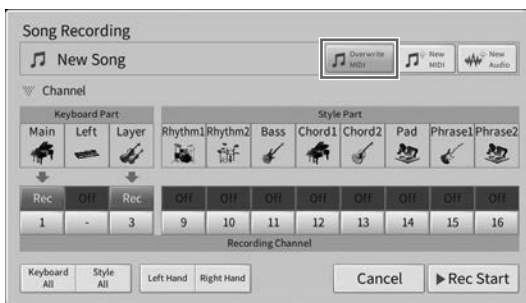 Song Recording
New Song
Overwrite
MIDI
New
MIDI
New
Audio
Channel
Keyboard Part
Style Part
Main Left Layer Rhythm1 Rhythm2 Bass Chord1 Chord2 Pad Phrase1 Phrase2
Rec Off Rec Off Off Off Off Off Off Off Off
1 - 3 9 10 11 12 13 14 15 16
Recording Channel
Keyboard
All
Style
All
Left Hand Right Hand
Cancel
Rec Start